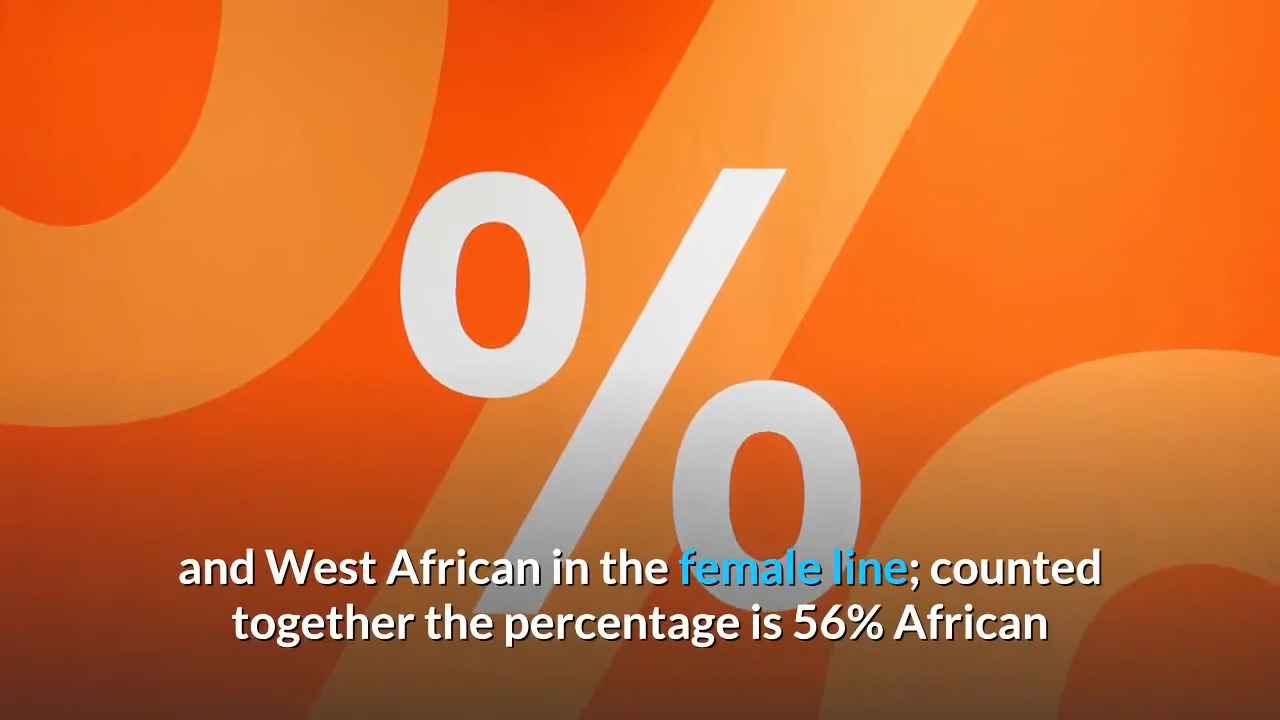 %
and West African in the female line; counted
together the percentage is 56% African